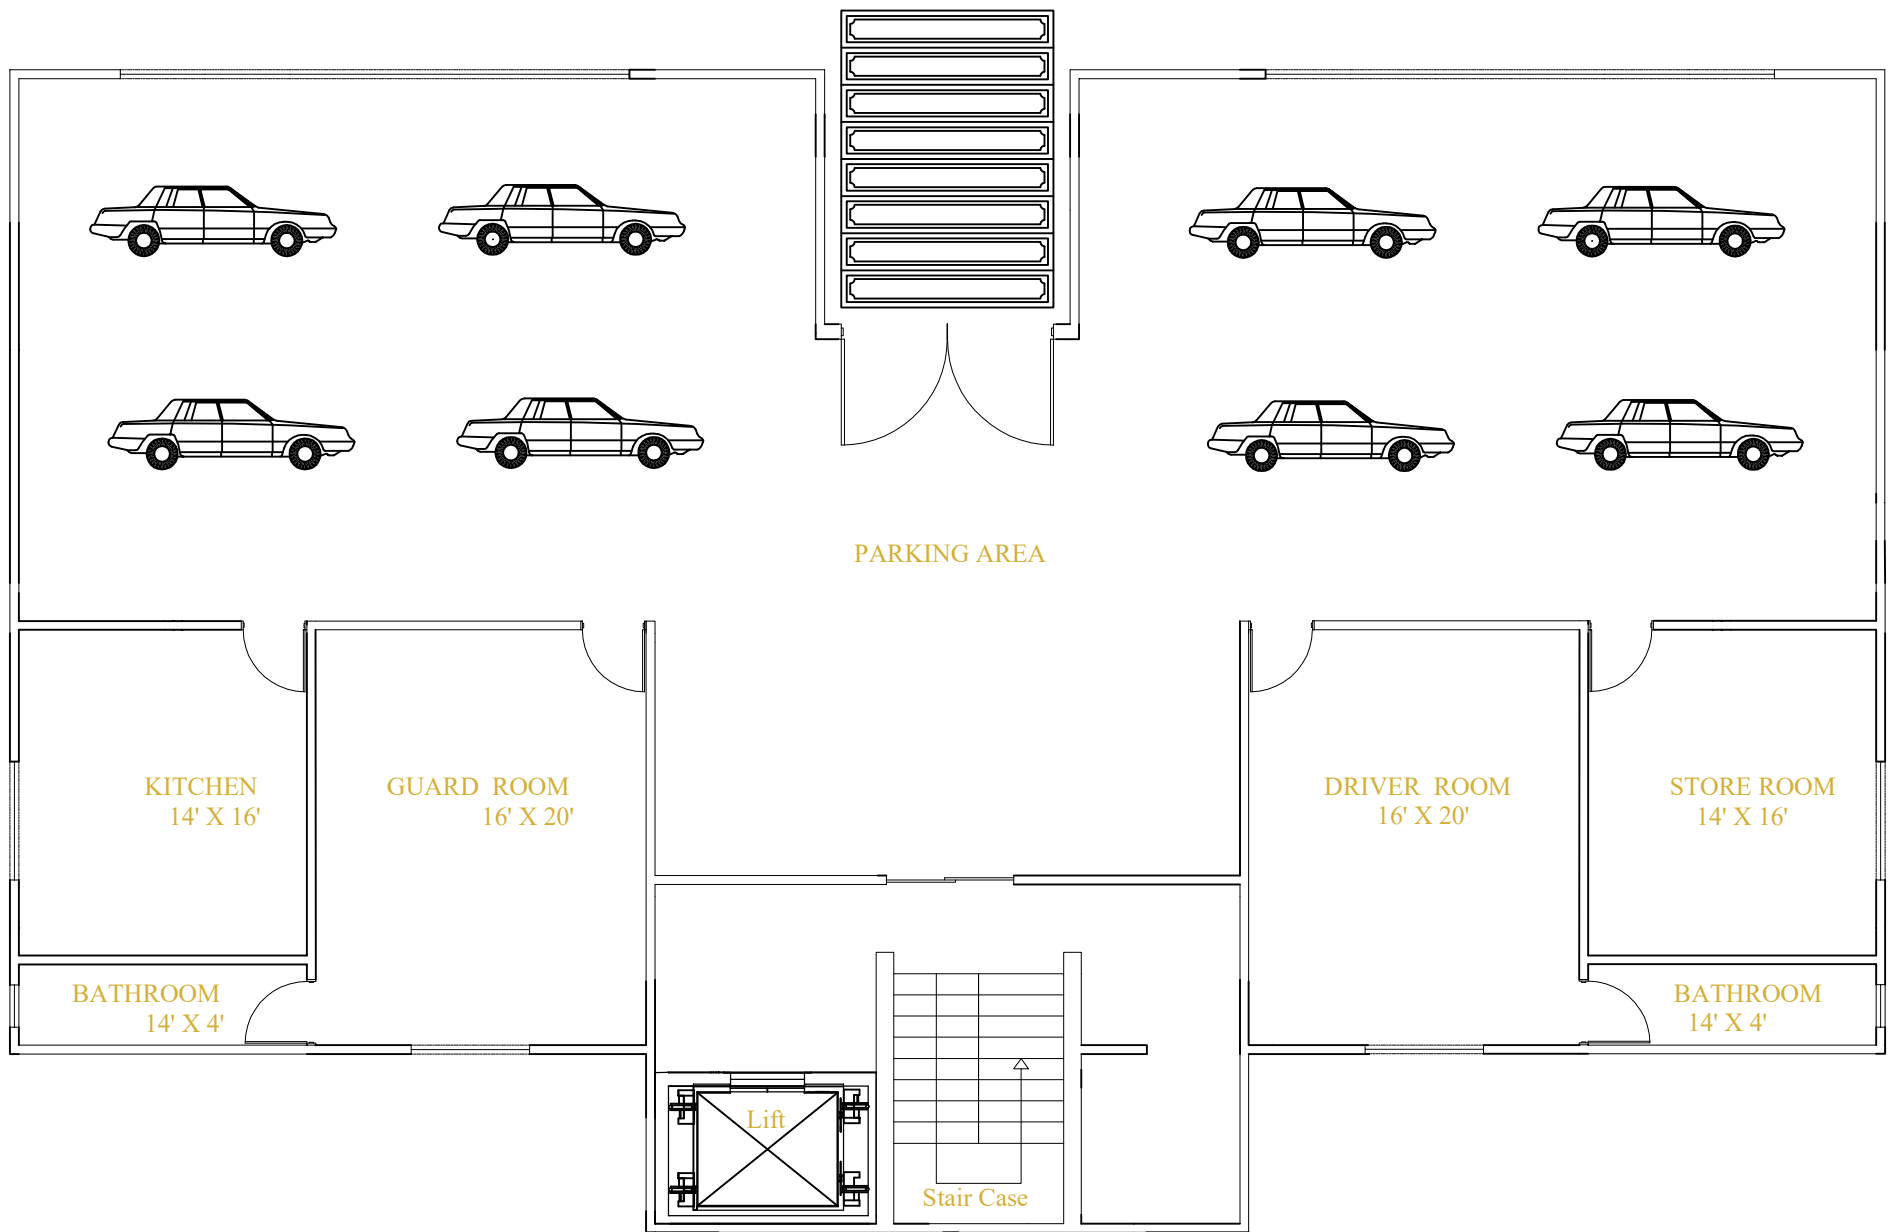 PARKING AREA
KITCHEN
14' X 16'
GUARD ROOM
16' X 20'
DRIVER ROOM
16' X 20'
STORE ROOM
14' X 16'
BATHROOM
14' X 4'
BATHROOM
14' X 4'
Lift
Stair Case